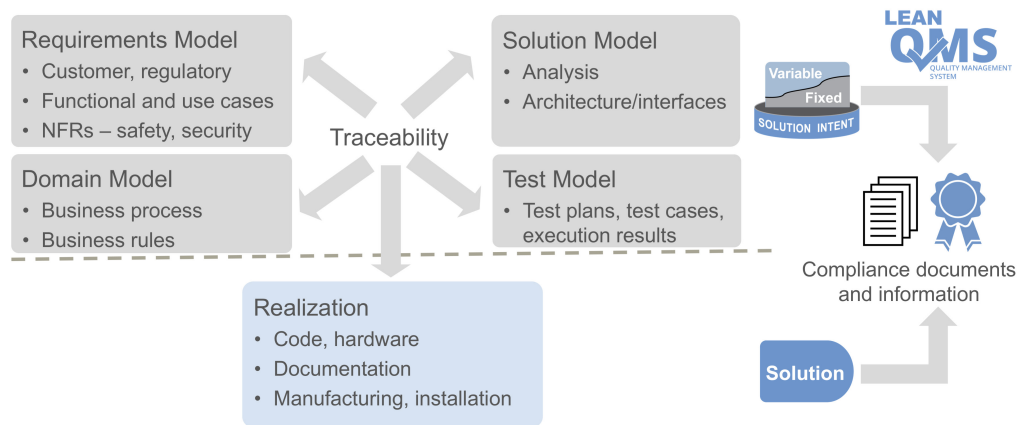 Requirements Model
• Customer, regulatory
• Functional and use cases
• NFRs – safety, security
Traceability
Solution Model
• Analysis
• Architecture/interfaces
Domain Model
• Business process
• Business rules
Test Model
• Test plans, test cases,
execution results
Realization
• Code, hardware
• Documentation
• Manufacturing, installation
LEAN
QMS
QUALITY MANAGEMENT
SYSTEM
Variable
Fixed
SOLUTION INTENT
Compliance documents
and information
Solution